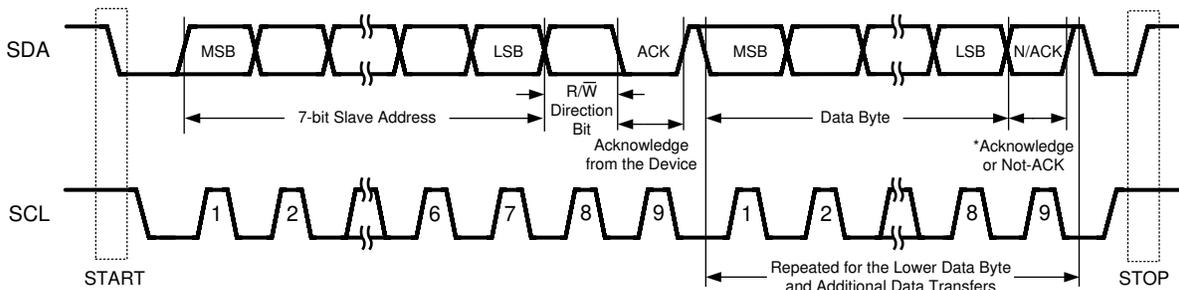 SDA
MSB
LSB
ACK
MSB
LSB
N/ACK
R/W̅
Direction
Bit
7-bit Slave Address
Data Byte
Acknowledge
from the Device
*Acknowledge
or Not-ACK
SCL
1
2
6
7
8
9
1
2
8
9
START
Repeated for the Lower Data Byte
and Additional Data Transfers
STOP